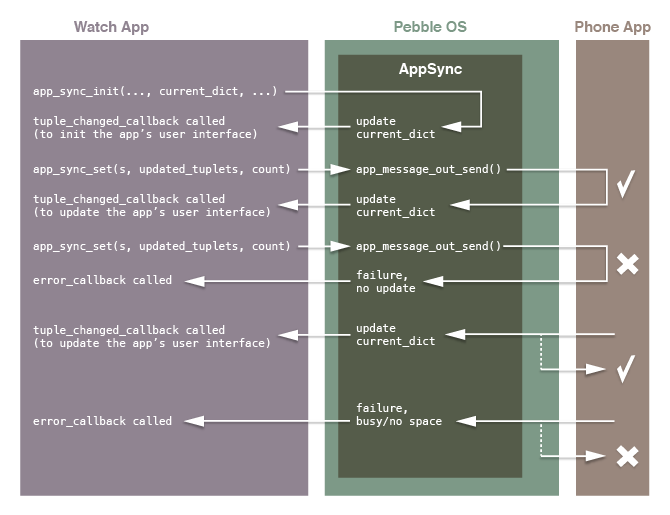 Watch App
Pebble OS
Phone App
AppSync
app_sync_init(..., current_dict, ...)
tuple_changed_callback called
(to init the app's user interface)
update
current_dict
app_sync_set(s, updated_tuplets, count)
app_message_out_send()
tuple_changed_callback called
(to update the app's user interface)
update
current_dict
app_sync_set(s, updated_tuplets, count)
app_message_out_send()
error_callback called
failure,
no update
tuple_changed_callback called
(to update the app's user interface)
update
current_dict
error_callback called
failure,
busy/no space